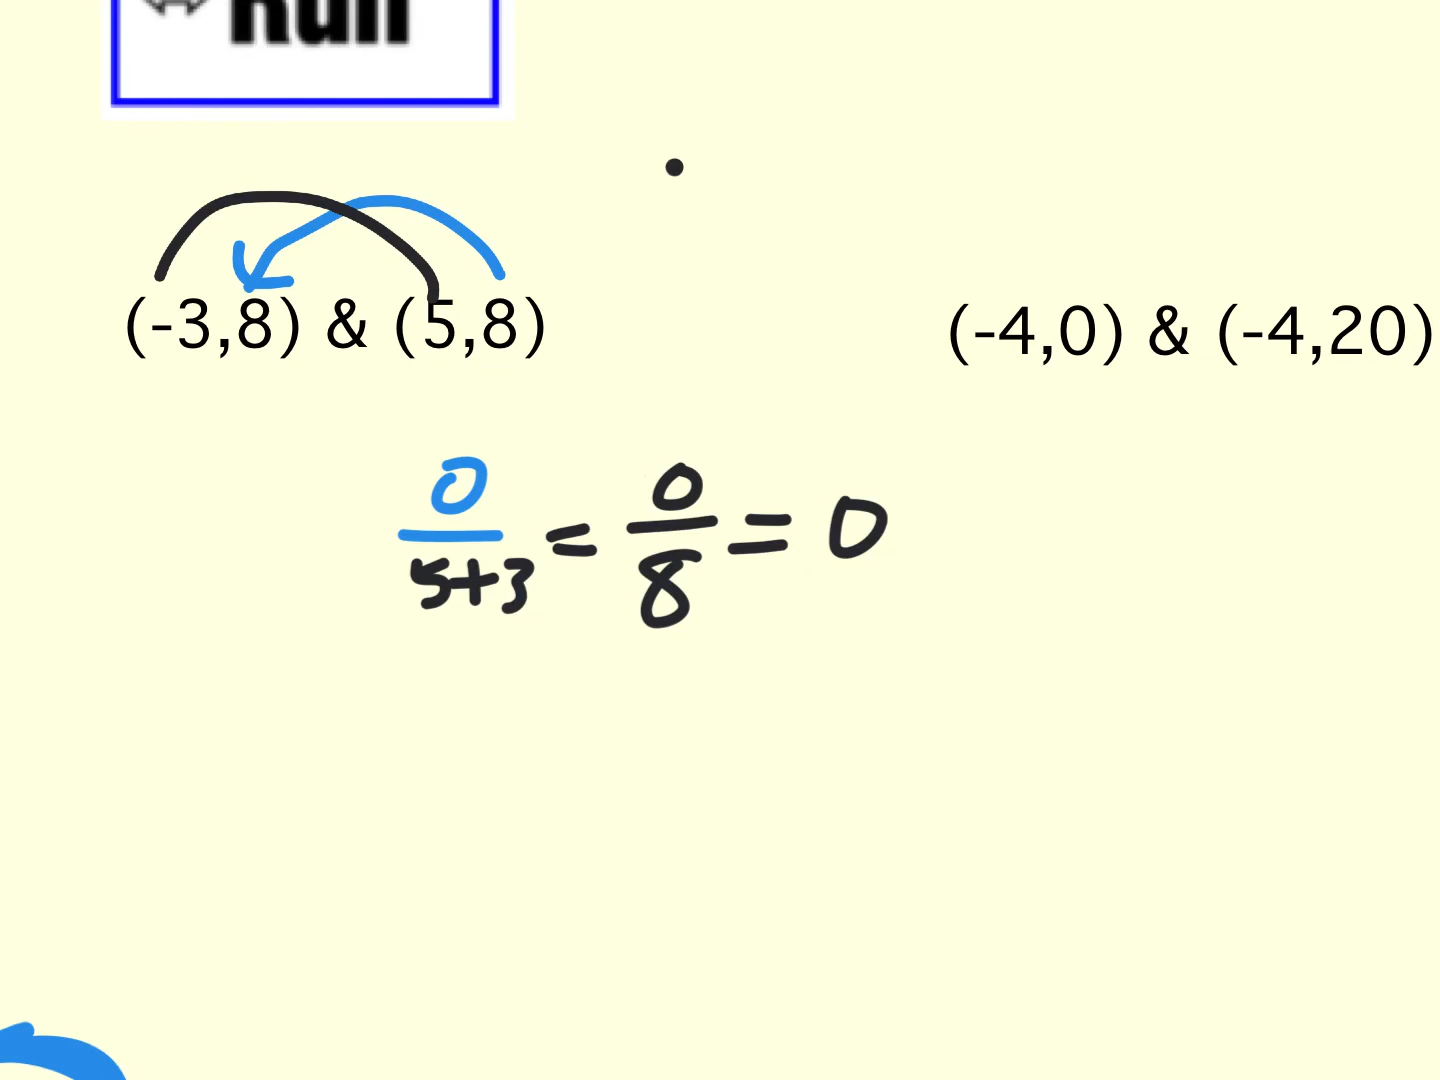 Run
(-3,8) & (5,8)
(-4,0) & (-4,20)
0/5+3 = 0/8 = 0